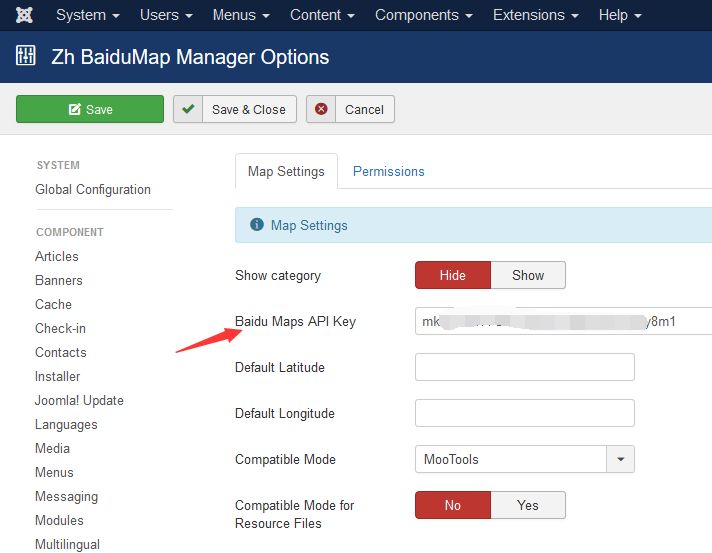 System Users Menus Content Components Extensions Help
Zh BaiduMap Manager Options
Save Save & Close Cancel
SYSTEM
Global Configuration
COMPONENT
Articles
Banners
Cache
Check-in
Contacts
Installer
Joomla! Update
Languages
Media
Menus
Messaging
Modules
Multilingual
Map Settings Permissions
Map Settings
Show category Hide Show
Baidu Maps API Key mk y8m1
Default Latitude
Default Longitude
Compatible Mode MooTools
Compatible Mode for
Resource Files No Yes